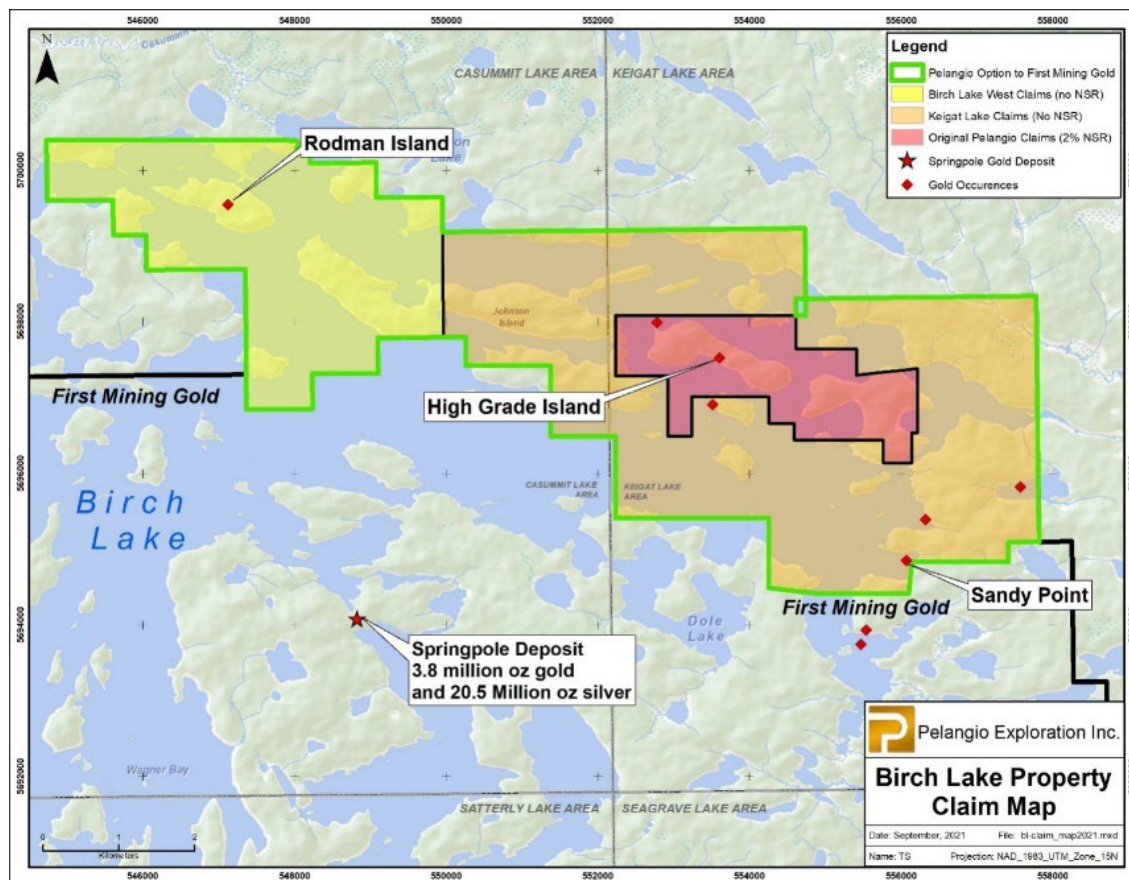 546000 548000 550000 552000 554000 556000 558000
N
Casummit
CASUMMIT LAKE AREA
KEIGAT LAKE AREA
Legend
Pelangio Option to First Mining Gold
Birch Lake West Claims (no NSR)
Keigat Lake Claims (No NSR)
Original Pelangio Claims (2% NSR)
Springpole Gold Deposit
Gold Occurences
Rodman Island
Lake
5700000
5698000
Johnson
Island
First Mining Gold
High Grade Island
5696000
CASUMMIT LAKE
AREA
KEIGAT LAKE
AREA
Birch
Lake
Sandy Point
First Mining Gold
5694000
Dole
Lake
Springpole Deposit
3.8 million oz gold
and 20.5 Million oz silver
Wagner Bay
5692000
SATTERLY LAKE AREA
SEAGRAVE LAKE AREA
0 1 2
Kilometers
Pelangio Exploration Inc.
Birch Lake Property
Claim Map
Date: September, 2021 File: bl-claim_map2021.mxd
Name: TS Projection: NAD_1983_UTM_Zone_15N
546000 548000 550000 552000 554000 556000 558000